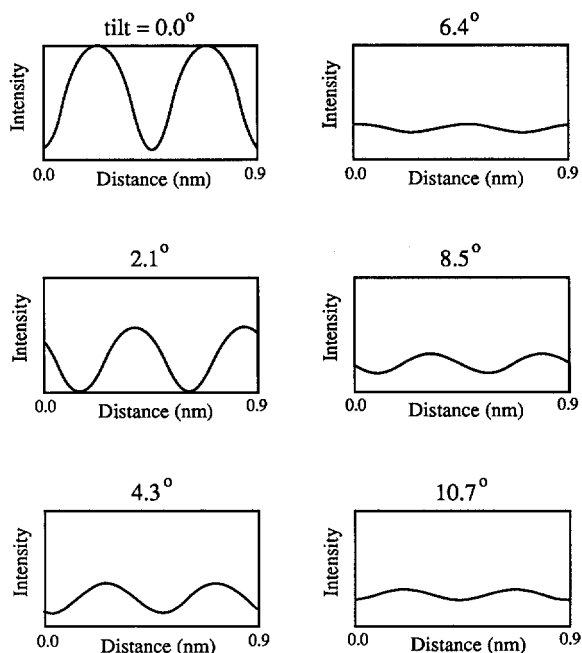 tilt = 0.0°
Intensity
0.0
Distance (nm)
0.9
6.4°
Intensity
0.0
Distance (nm)
0.9
2.1°
Intensity
0.0
Distance (nm)
0.9
8.5°
Intensity
0.0
Distance (nm)
0.9
4.3°
Intensity
0.0
Distance (nm)
0.9
10.7°
Intensity
0.0
Distance (nm)
0.9